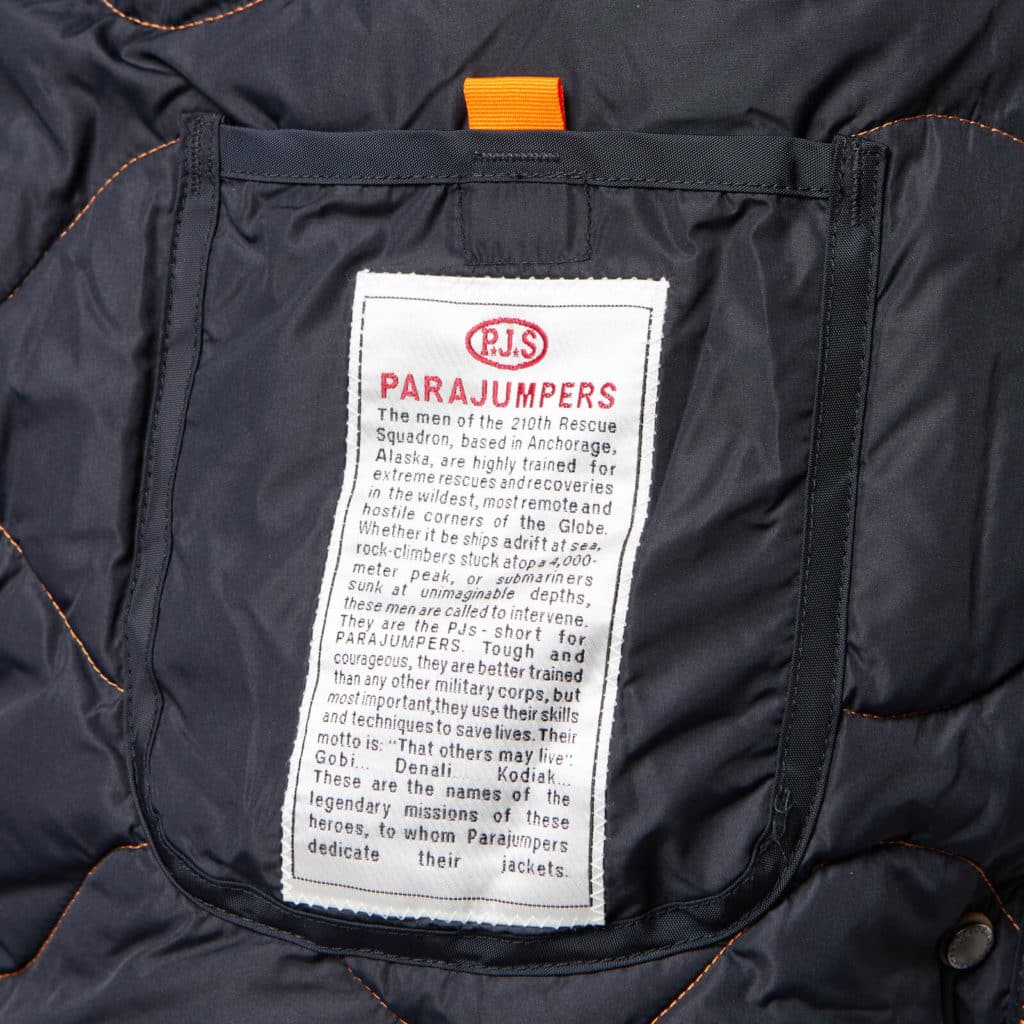 P.J.S
PARAJUMPERS
The men of the 210th Rescue
Squadron, based in Anchorage,
Alaska, are highly trained for
extreme rescues and recoveries
in the wildest, most remote and
hostile corners of the Globe.
Whether it be ships adrift at sea,
rock-climbers stuck atop a 4,000-
meter peak, or submariners
sunk at unimaginable depths,
these men are called to intervene.
They are the PJs - short for
PARAJUMPERS. Tough and
courageous, they are better trained
than any other military corps, but
most important, they use their skills
and techniques to save lives. Their
motto is: "That others may live":
Gobi... Denali... Kodiak...
These are the names of the
legendary missions of these
heroes, to whom Parajumpers
dedicate their jackets.